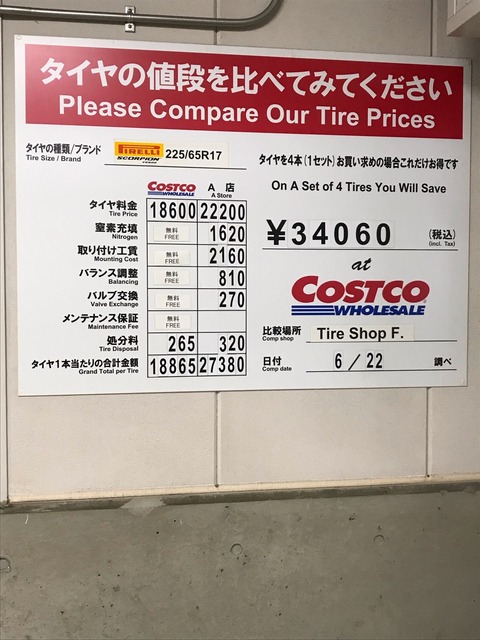 タイヤの値段を比べてみてください
Please Compare Our Tire Prices
タイヤの種類/ブランド
Tire Size / Brand
PIRELLI
SCORPION
225/65R17
COSTCO
WHOLESALE
A 店
A Store
タイヤ料金
Tire Price
18600 22200
窒素充填
Nitrogen
無料
FREE
1620
取り付け工賃
Mounting Cost
無料
FREE
2160
バランス調整
Balancing
無料
FREE
810
バルブ交換
Valve Exchange
無料
FREE
270
メンテナンス保証
Maintenance Fee
無料
FREE
処分料
Tire Disposal
265 320
タイヤ1本当たりの合計金額
Grand Total per Tire
18865 27380
タイヤを4本(1セット)お買い求めの場合これだけお得です
On A Set of 4 Tires You Will Save
¥34060
(税込)
(incl. Tax)
at
COSTCO
WHOLESALE
比較場所
Comp shop
Tire Shop F.
日付
Comp date
6/22
調べ